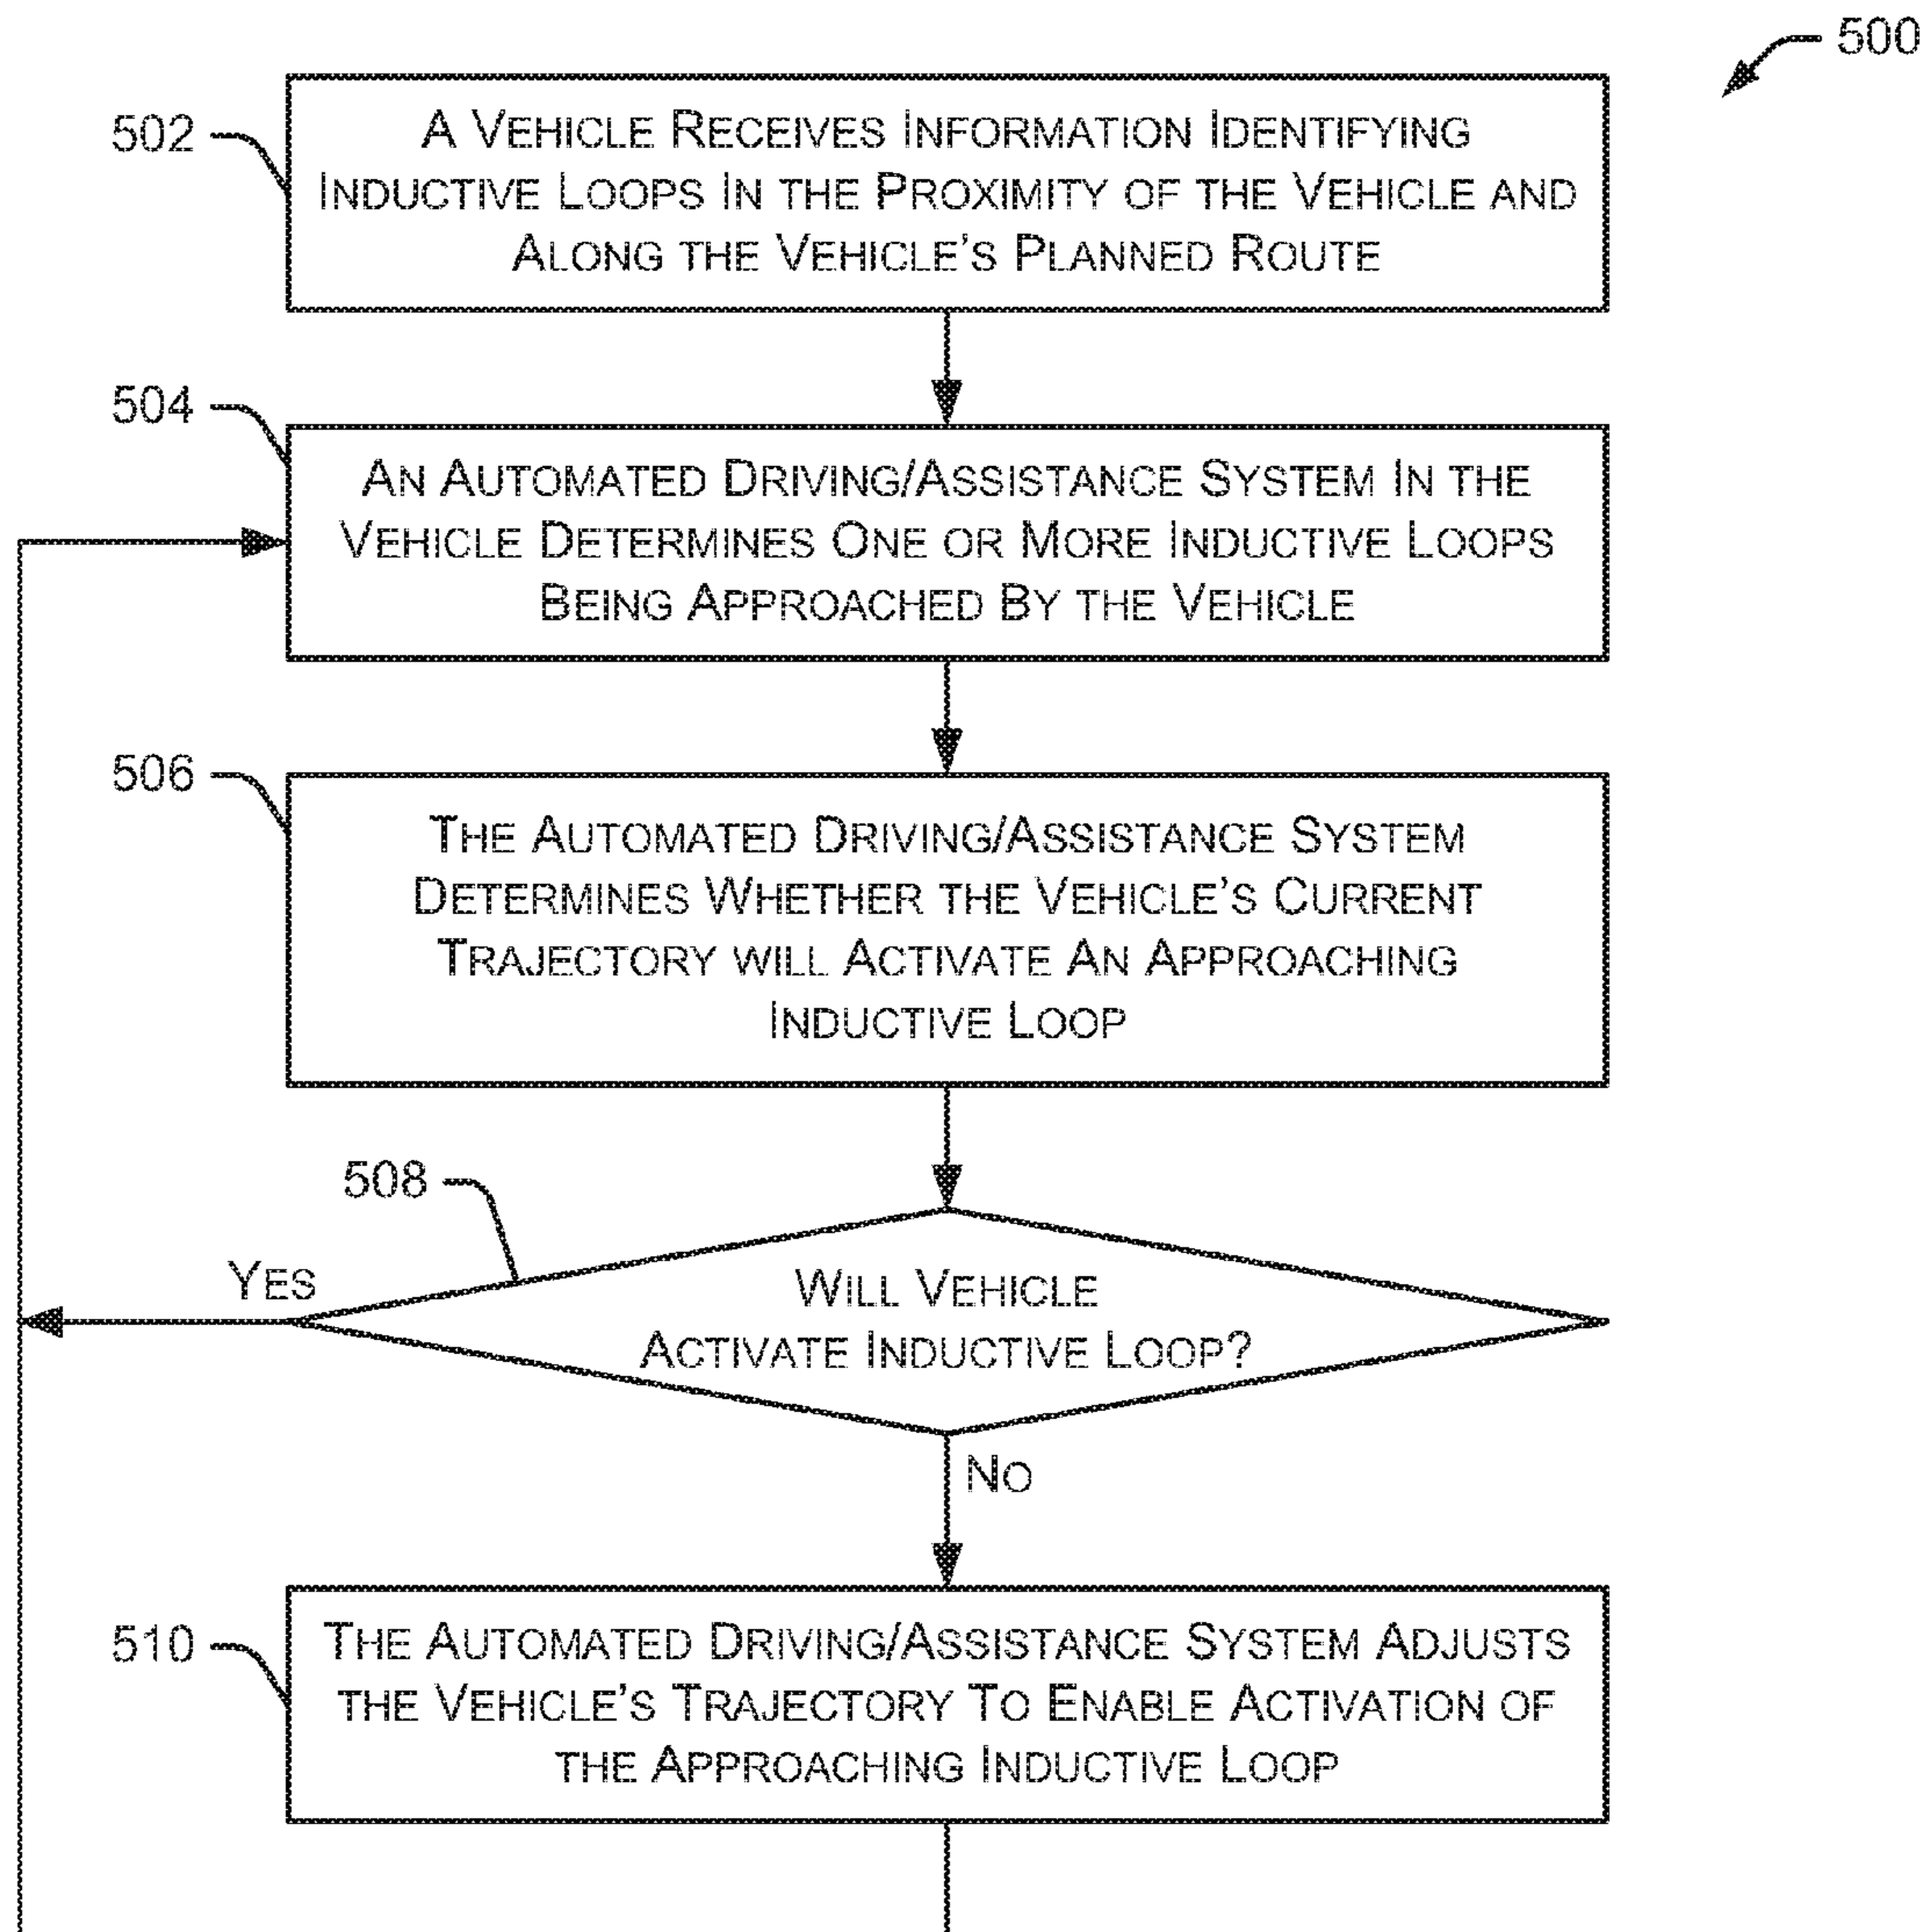 500
502
A VEHICLE RECEIVES INFORMATION IDENTIFYING
INDUCTIVE LOOPS IN THE PROXIMITY OF THE VEHICLE AND
ALONG THE VEHICLE'S PLANNED ROUTE
504
AN AUTOMATED DRIVING/ASSISTANCE SYSTEM IN THE
VEHICLE DETERMINES ONE OR MORE INDUCTIVE LOOPS
BEING APPROACHED BY THE VEHICLE
506
THE AUTOMATED DRIVING/ASSISTANCE SYSTEM
DETERMINES WHETHER THE VEHICLE'S CURRENT
TRAJECTORY WILL ACTIVATE AN APPROACHING
INDUCTIVE LOOP
508
YES
WILL VEHICLE
ACTIVATE INDUCTIVE LOOP?
NO
510
THE AUTOMATED DRIVING/ASSISTANCE SYSTEM ADJUSTS
THE VEHICLE'S TRAJECTORY TO ENABLE ACTIVATION OF
THE APPROACHING INDUCTIVE LOOP